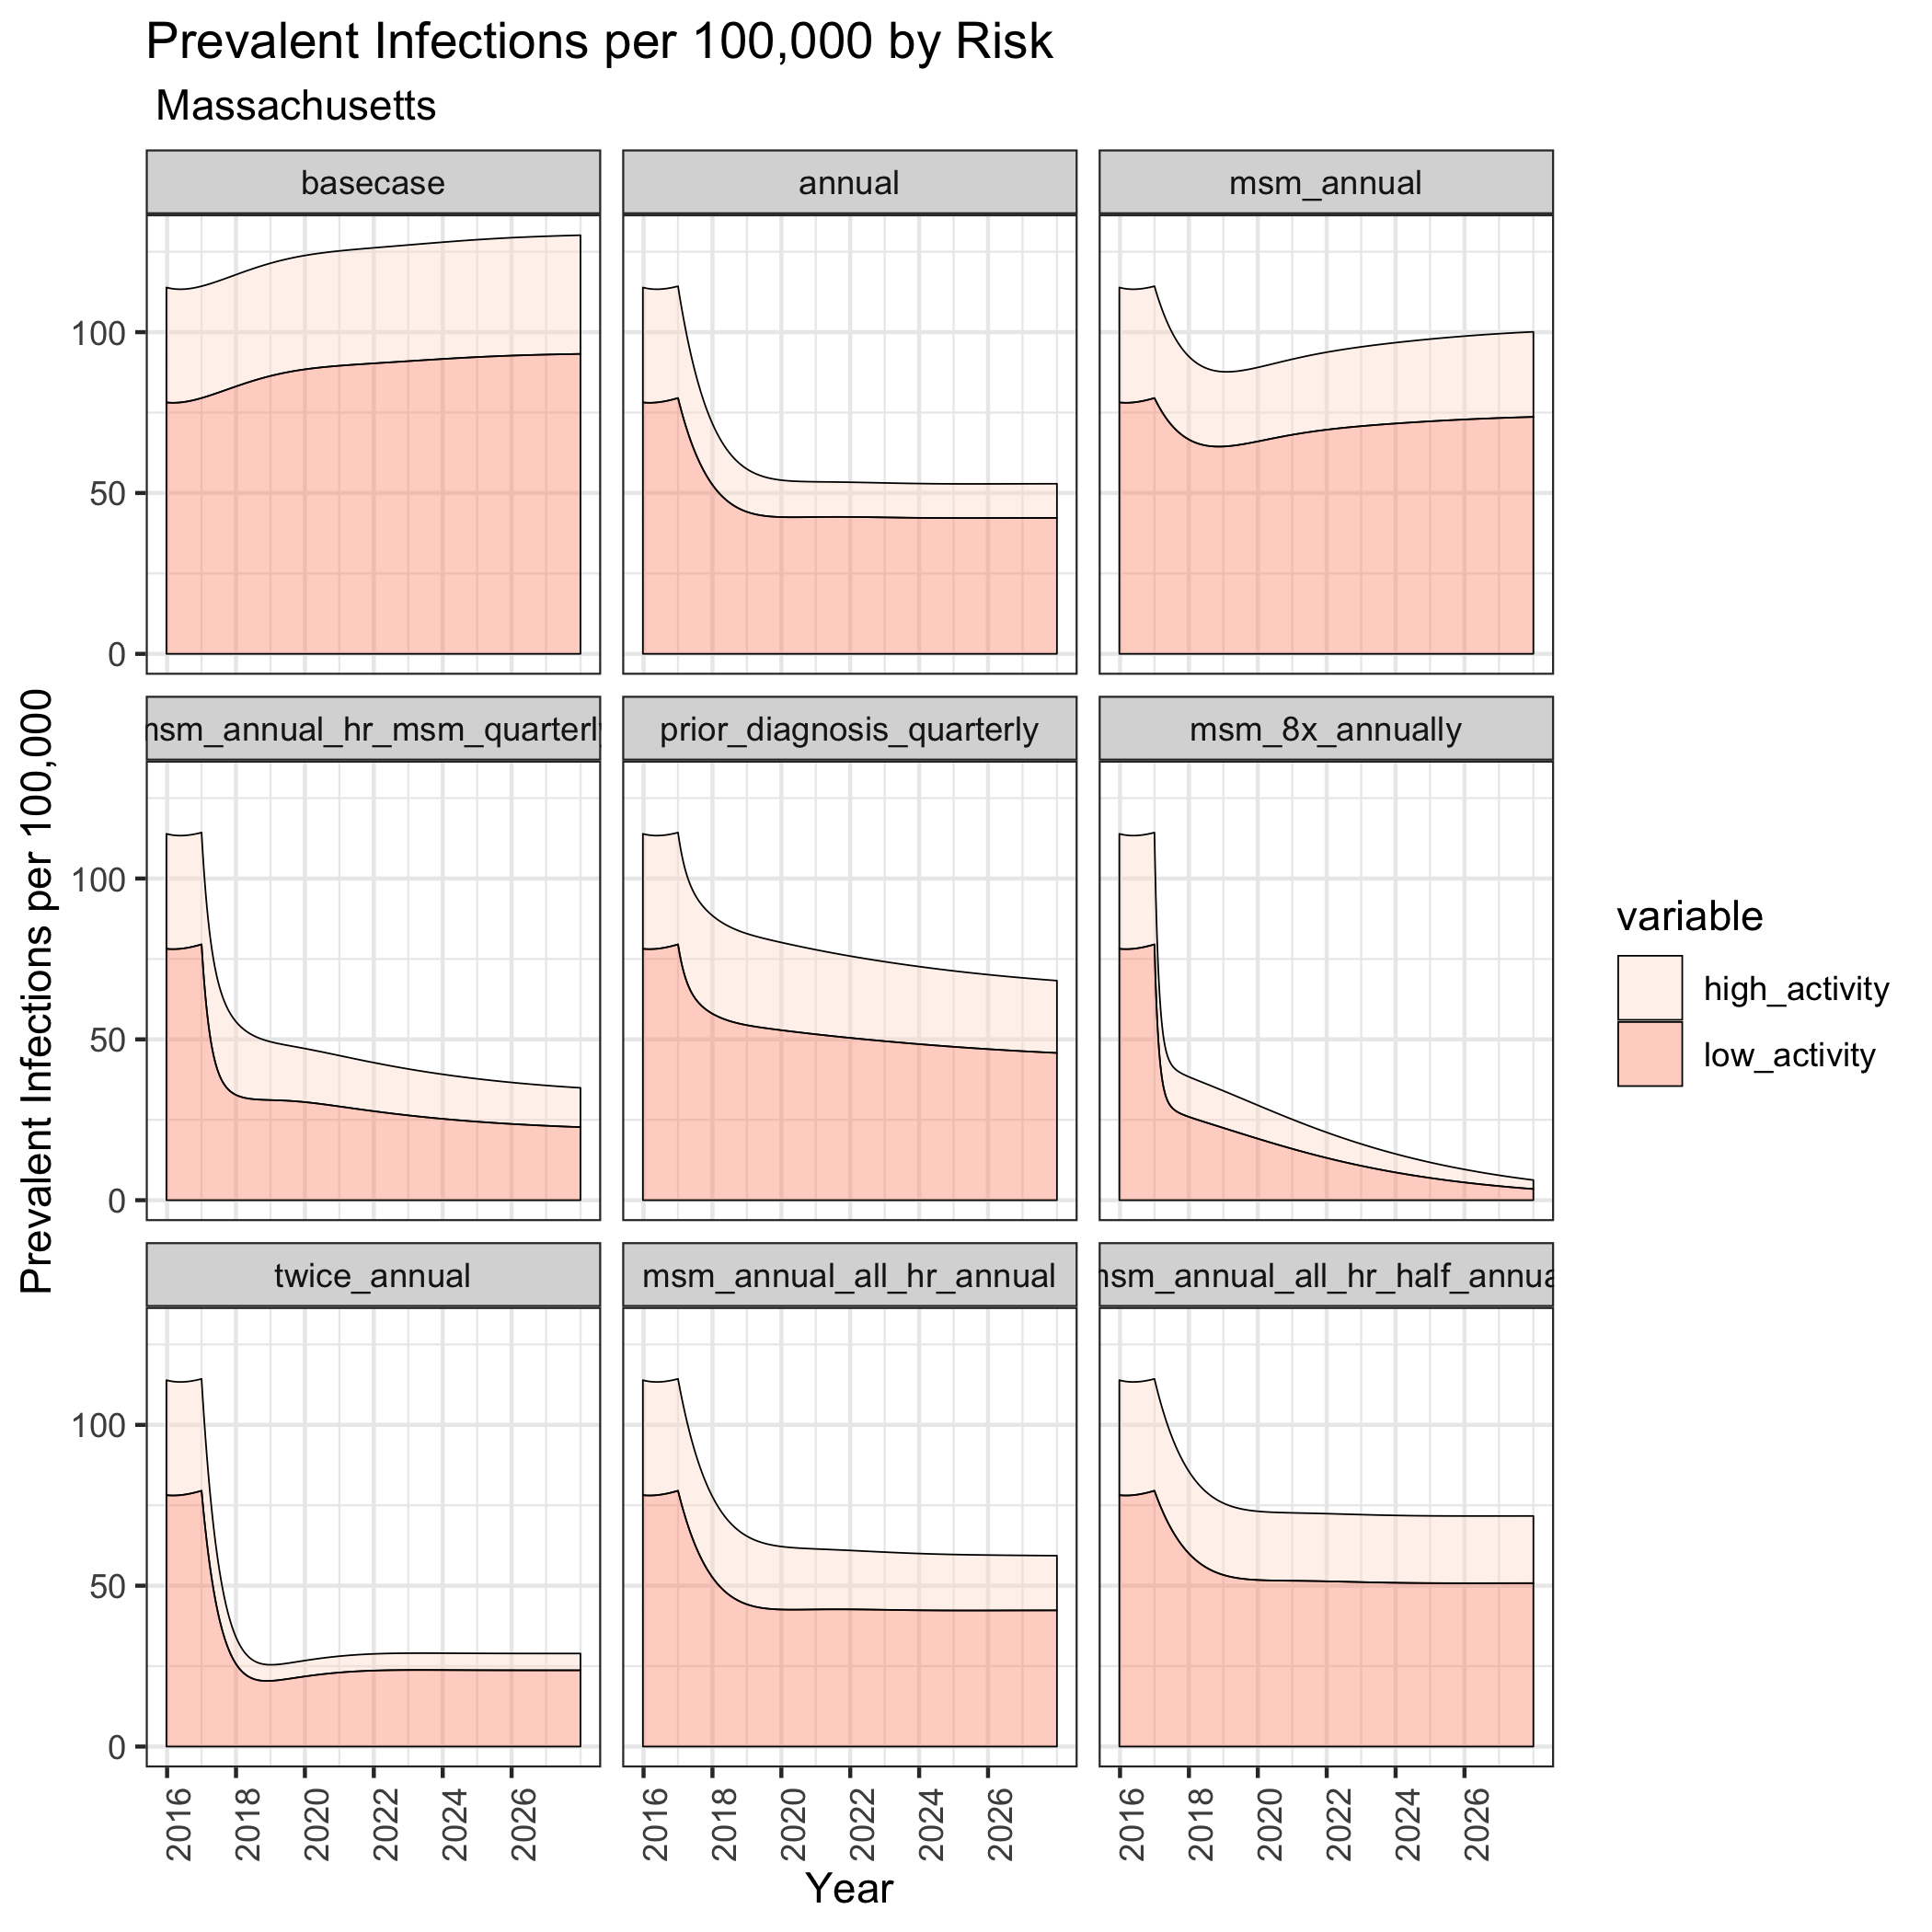 Prevalent Infections per 100,000 by Risk
Massachusetts
basecase
annual
msm_annual
100
50
0
msm_annual_hr_msm_quarterly
prior_diagnosis_quarterly
msm_8x_annually
100
50
0
twice_annual
msm_annual_all_hr_annual
msm_annual_all_hr_half_annual
100
50
0
2016 2018 2020 2022 2024 2026
2016 2018 2020 2022 2024 2026
2016 2018 2020 2022 2024 2026
Year
Prevalent Infections per 100,000
variable
high_activity
low_activity